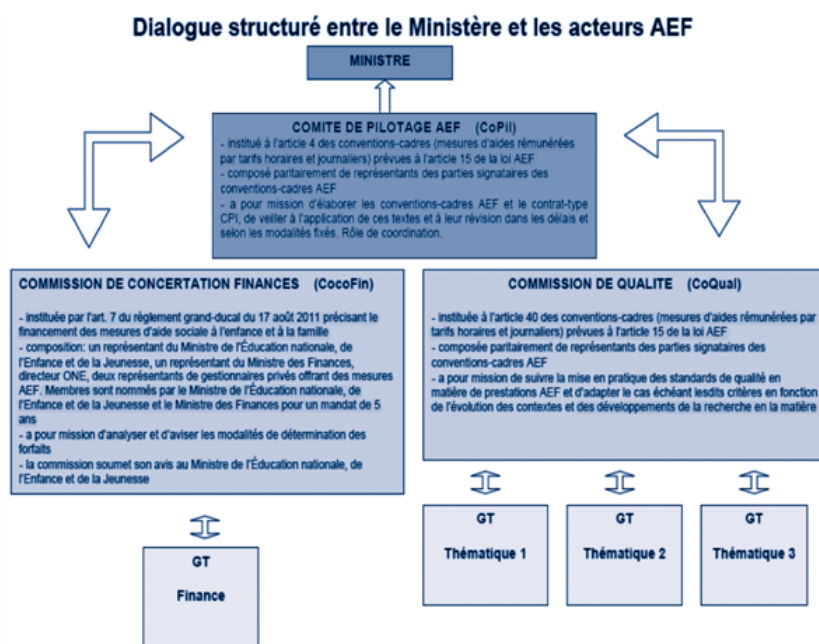 Dialogue structuré entre le Ministère et les acteurs AEF
MINISTRE
COMITE DE PILOTAGE AEF (CoPil)
- institué à l'article 4 des conventions-cadres (mesures d'aides rémunérées
par tarifs horaires et journaliers) prévues à l'article 15 de la loi AEF
- composé paritairement de représentants des parties signataires des
conventions-cadres AEF
- a pour mission d'élaborer les conventions-cadres AEF et le contrat-type
CPI, de veiller à l'application de ces textes et à leur révision dans les délais et
selon les modalités fixés. Rôle de coordination.
COMMISSION DE CONCERTATION FINANCES (CocoFin)
- instituée par l'art. 7 du règlement grand-ducal du 17 août 2011 précisant le
financement des mesures d'aide sociale à l'enfance et à la famille
- composition: un représentant du Ministre de l'Éducation nationale, de
l'Enfance et de la Jeunesse, un représentant du Ministre des Finances,
directeur ONE, deux représentants de gestionnaires privés offrant des mesures
AEF. Membres sont nommés par le Ministre de l'Éducation nationale, de
l'Enfance et de la Jeunesse et le Ministre des Finances pour un mandat de 5
ans
- a pour mission d'analyser et d'aviser les modalités de détermination des
forfaits
- la commission soumet son avis au Ministre de l'Éducation nationale, de
l'Enfance et de la Jeunesse
COMMISSION DE QUALITE (CoQual)
- instituée à l'article 40 des conventions-cadres (mesures d'aides rémunérées par
tarifs horaires et journaliers) prévues à l'article 15 de la loi AEF
- composée paritairement de représentants des parties signataires des
conventions-cadres AEF
- a pour mission de suivre la mise en pratique des standards de qualité en
matière de prestations AEF et d'adapter le cas échéant lesdits critères en fonction
de l'évolution des contextes et des développements de la recherche en la matière
GT
Finance
GT
Thématique 1
GT
Thématique 2
GT
Thématique 3